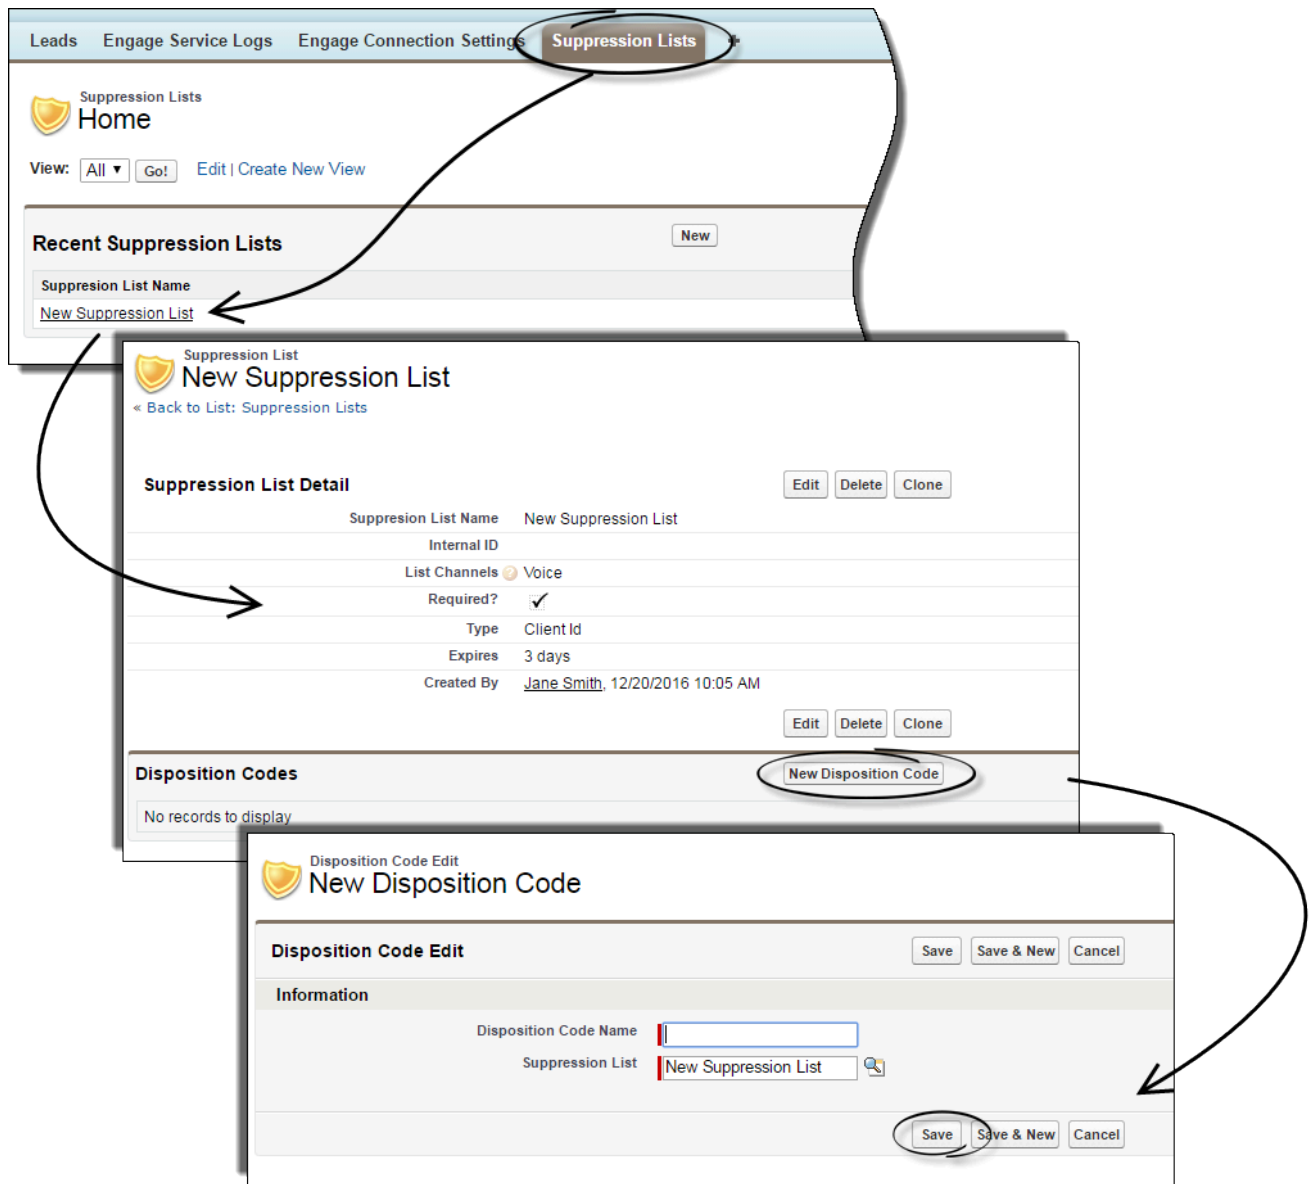 Leads Engage Service Logs Engage Connection Settings Suppression Lists +
Suppression Lists
Home
View: All Go! Edit | Create New View
Recent Suppression Lists New
Suppresion List Name
New Suppression List
Suppression List
New Suppression List
« Back to List: Suppression Lists
Suppression List Detail Edit Delete Clone
Suppresion List Name New Suppression List
Internal ID
List Channels ? Voice
Required? ✓
Type Client Id
Expires 3 days
Created By Jane Smith, 12/20/2016 10:05 AM
Edit Delete Clone
Disposition Codes New Disposition Code
No records to display
Disposition Code Edit
New Disposition Code
Disposition Code Edit Save Save & New Cancel
Information
Disposition Code Name
Suppression List New Suppression List
Save Save & New Cancel